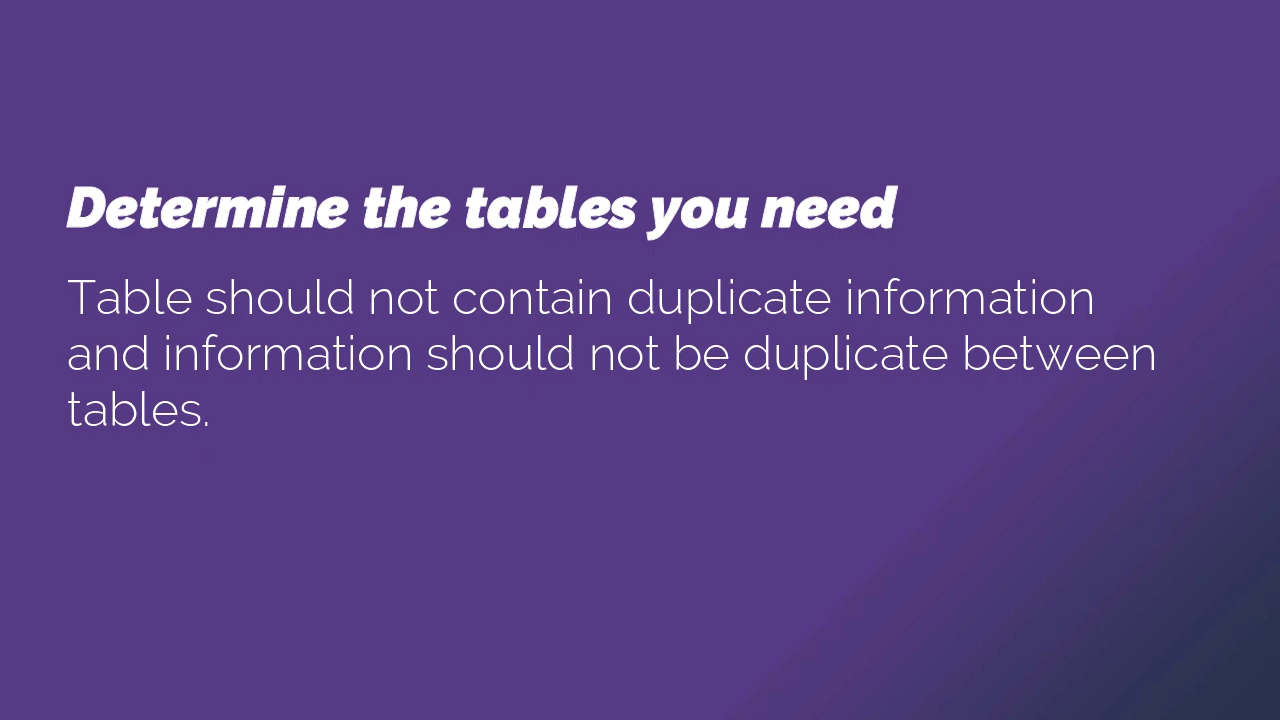 Determine the tables you need
Table should not contain duplicate information
and information should not be duplicate between
tables.